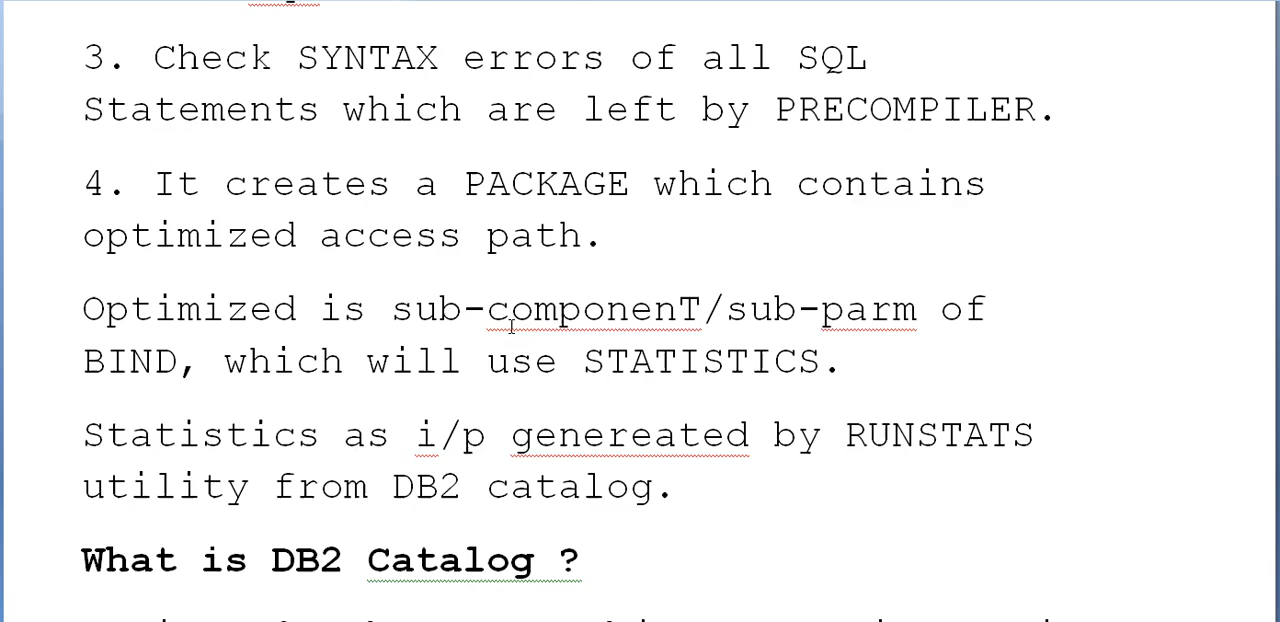 3. Check SYNTAX errors of all SQL
Statements which are left by PRECOMPILER.
4. It creates a PACKAGE which contains
optimized access path.
Optimized is sub-componenT/sub-parm of
BIND, which will use STATISTICS.
Statistics as i/p genereated by RUNSTATS
utility from DB2 catalog.
What is DB2 Catalog ?